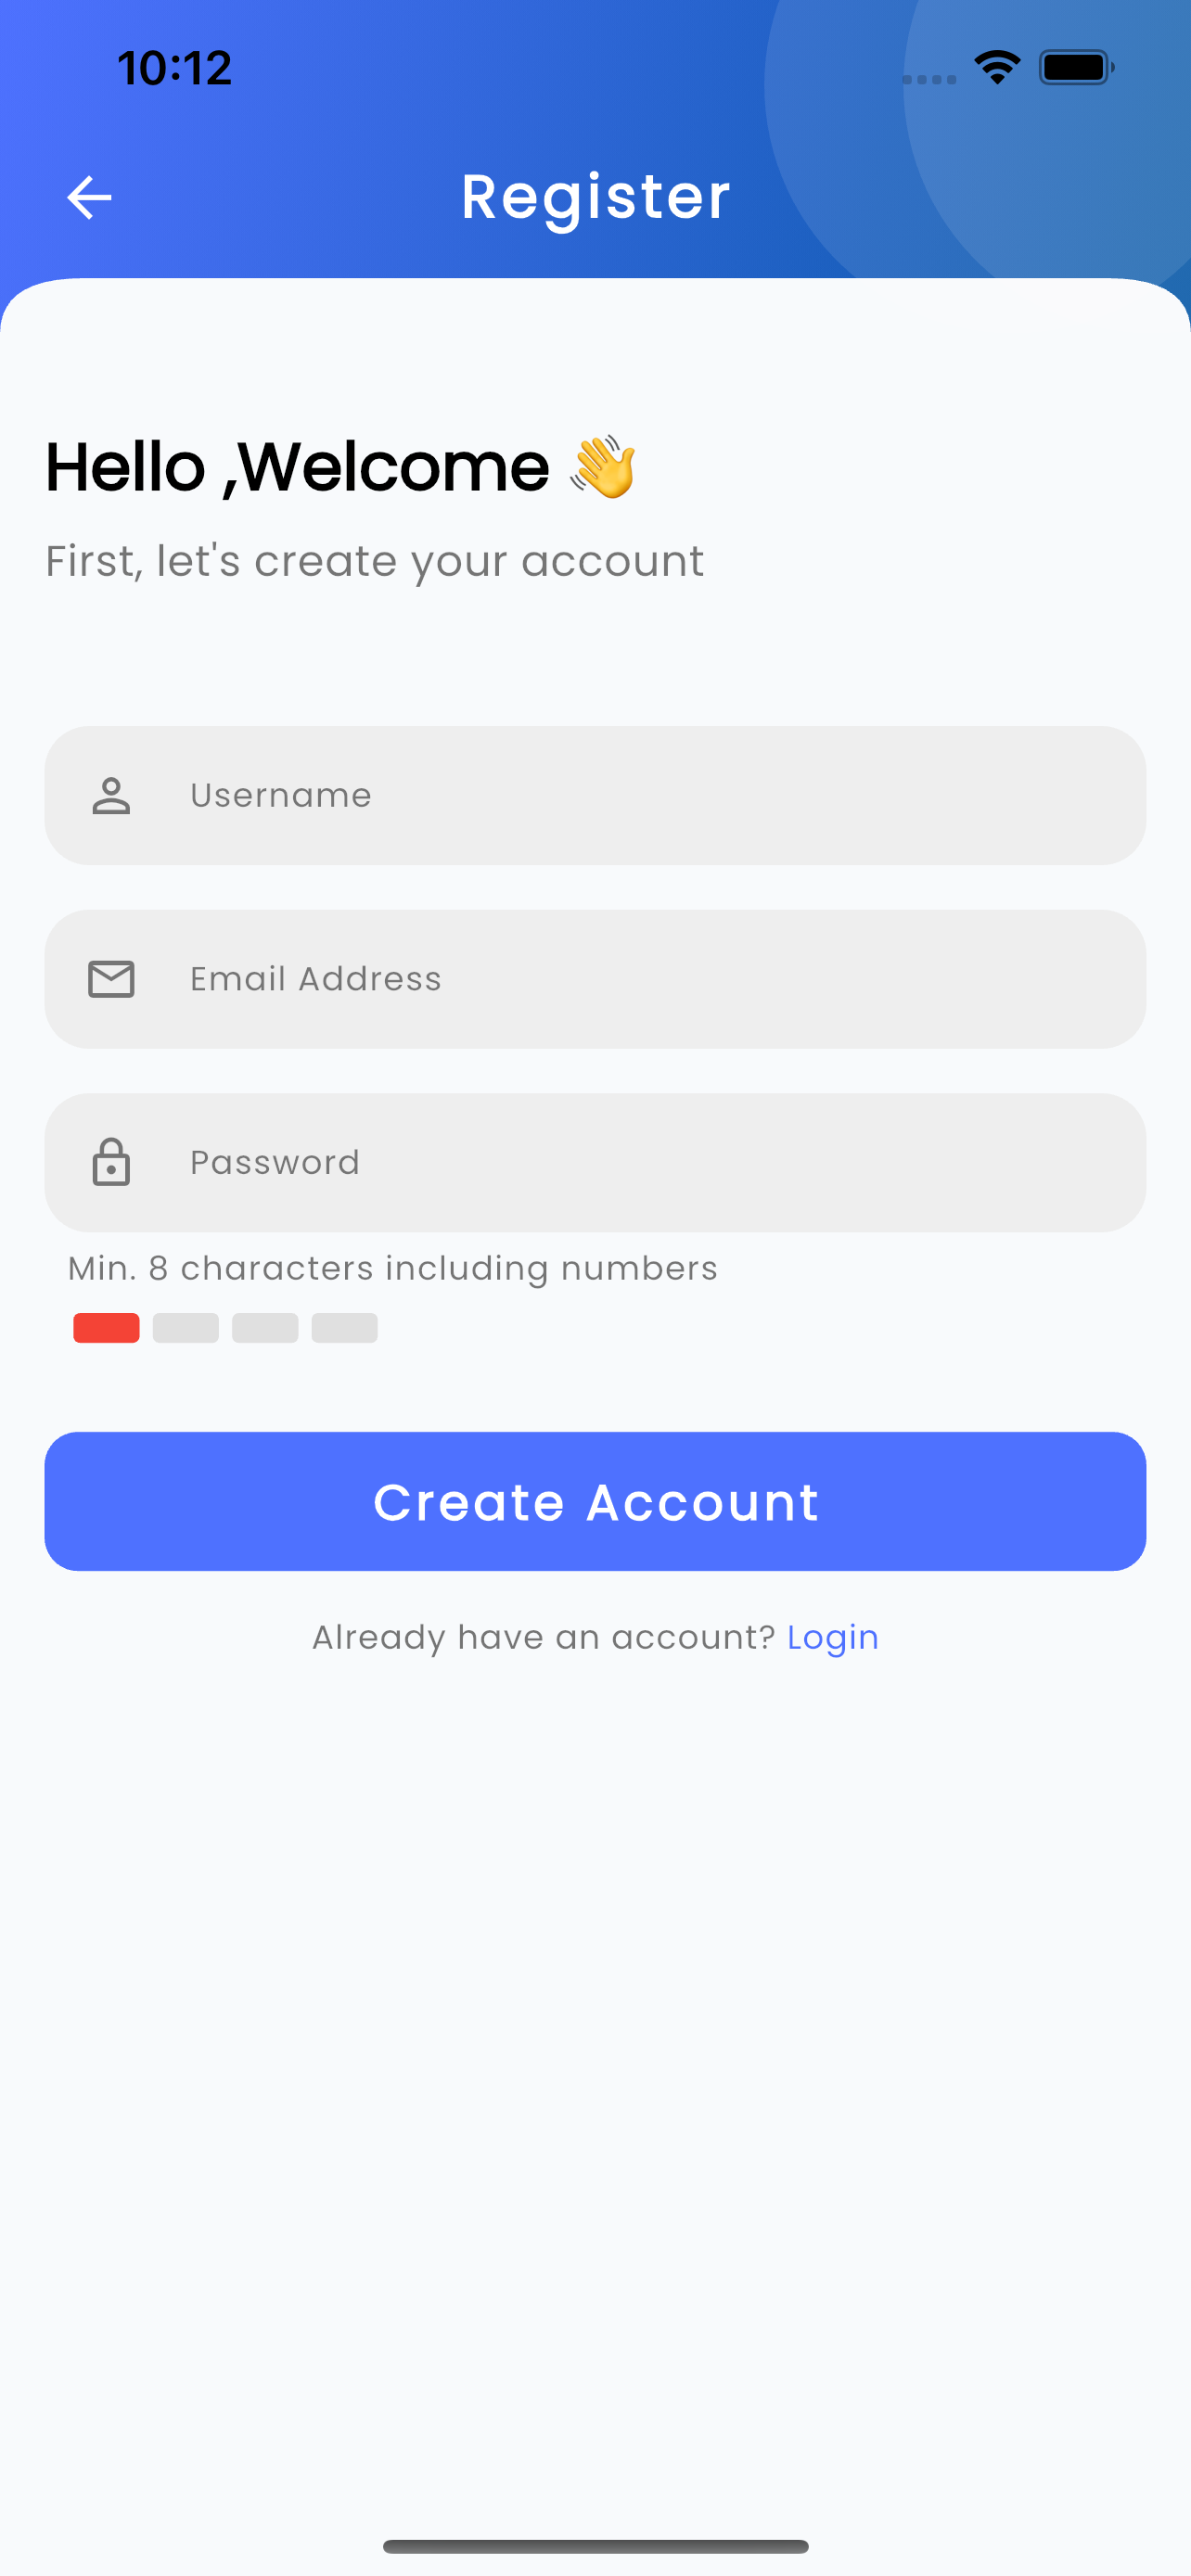 10:12
Register
Hello ,Welcome 👋
First, let's create your account
Username
Email Address
Password
Min. 8 characters including numbers
Create Account
Already have an account? Login